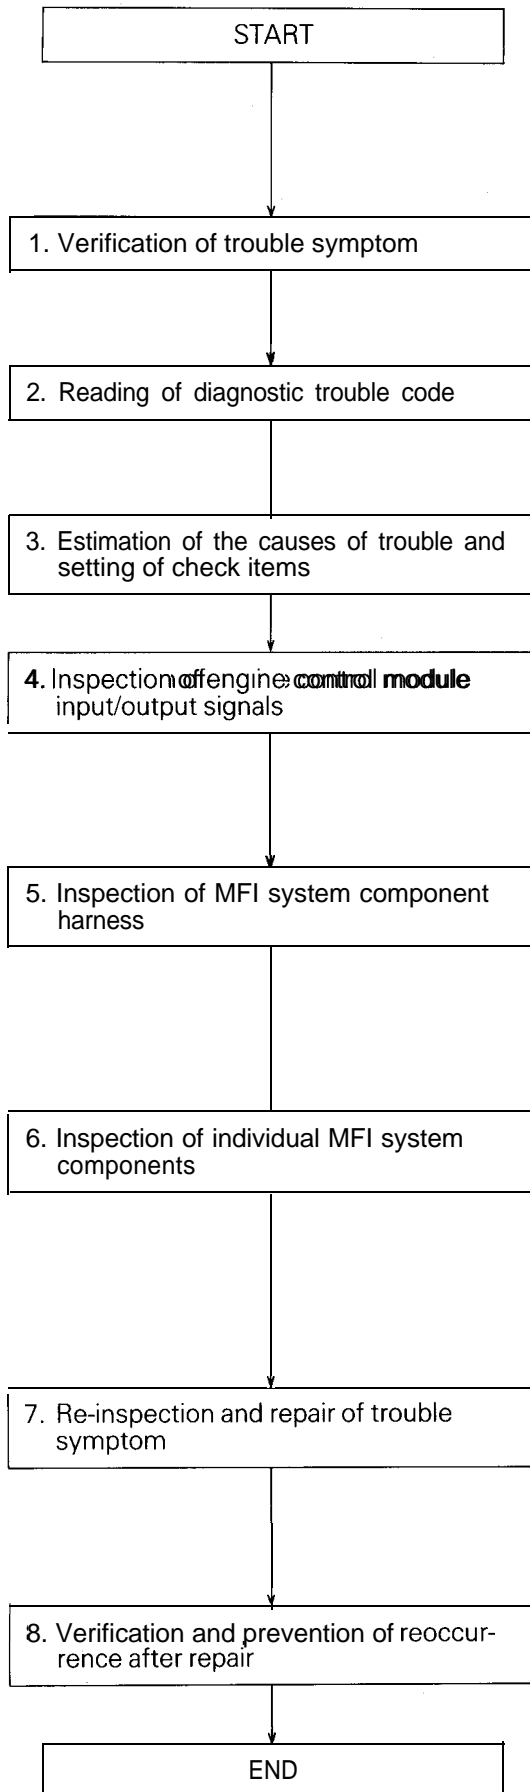 START
1. Verification of trouble symptom
2. Reading of diagnostic trouble code
3. Estimation of the causes of trouble and
setting of check items
4. Inspection of engine control module
input/output signals
5. Inspection of MFI system component
harness
6. Inspection of individual MFI system
components
7. Re-inspection and repair of trouble
symptom
8. Verification and prevention of reoccur-
rence after repair
END